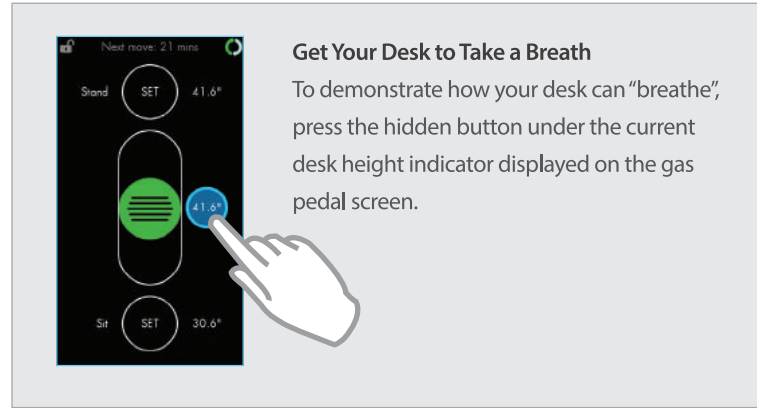 Next move: 21 mins
Stand SET 41.6"
41.6"
Sit SET 30.6"
Get Your Desk to Take a Breath
To demonstrate how your desk can “breathe”,
press the hidden button under the current
desk height indicator displayed on the gas
pedal screen.